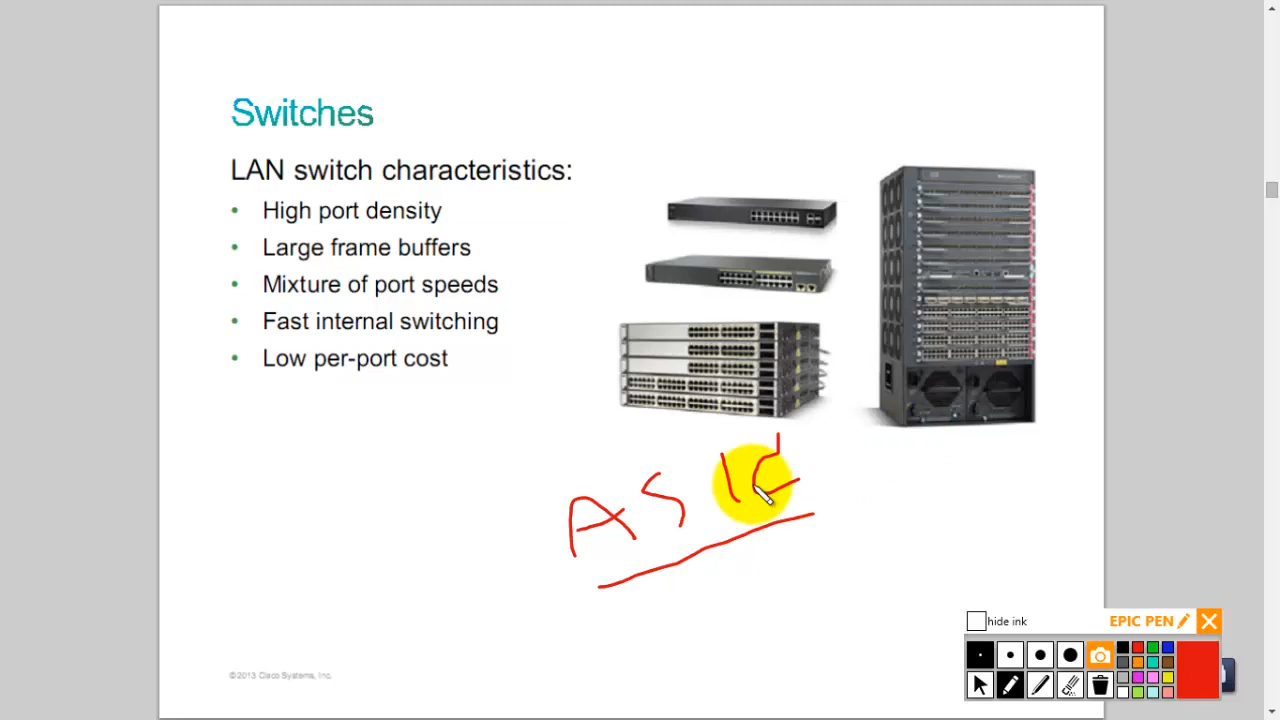 Switches
LAN switch characteristics:
• High port density
• Large frame buffers
• Mixture of port speeds
• Fast internal switching
• Low per-port cost
ASIC
hide ink
EPIC PEN
© 2013 Cisco Systems, Inc.